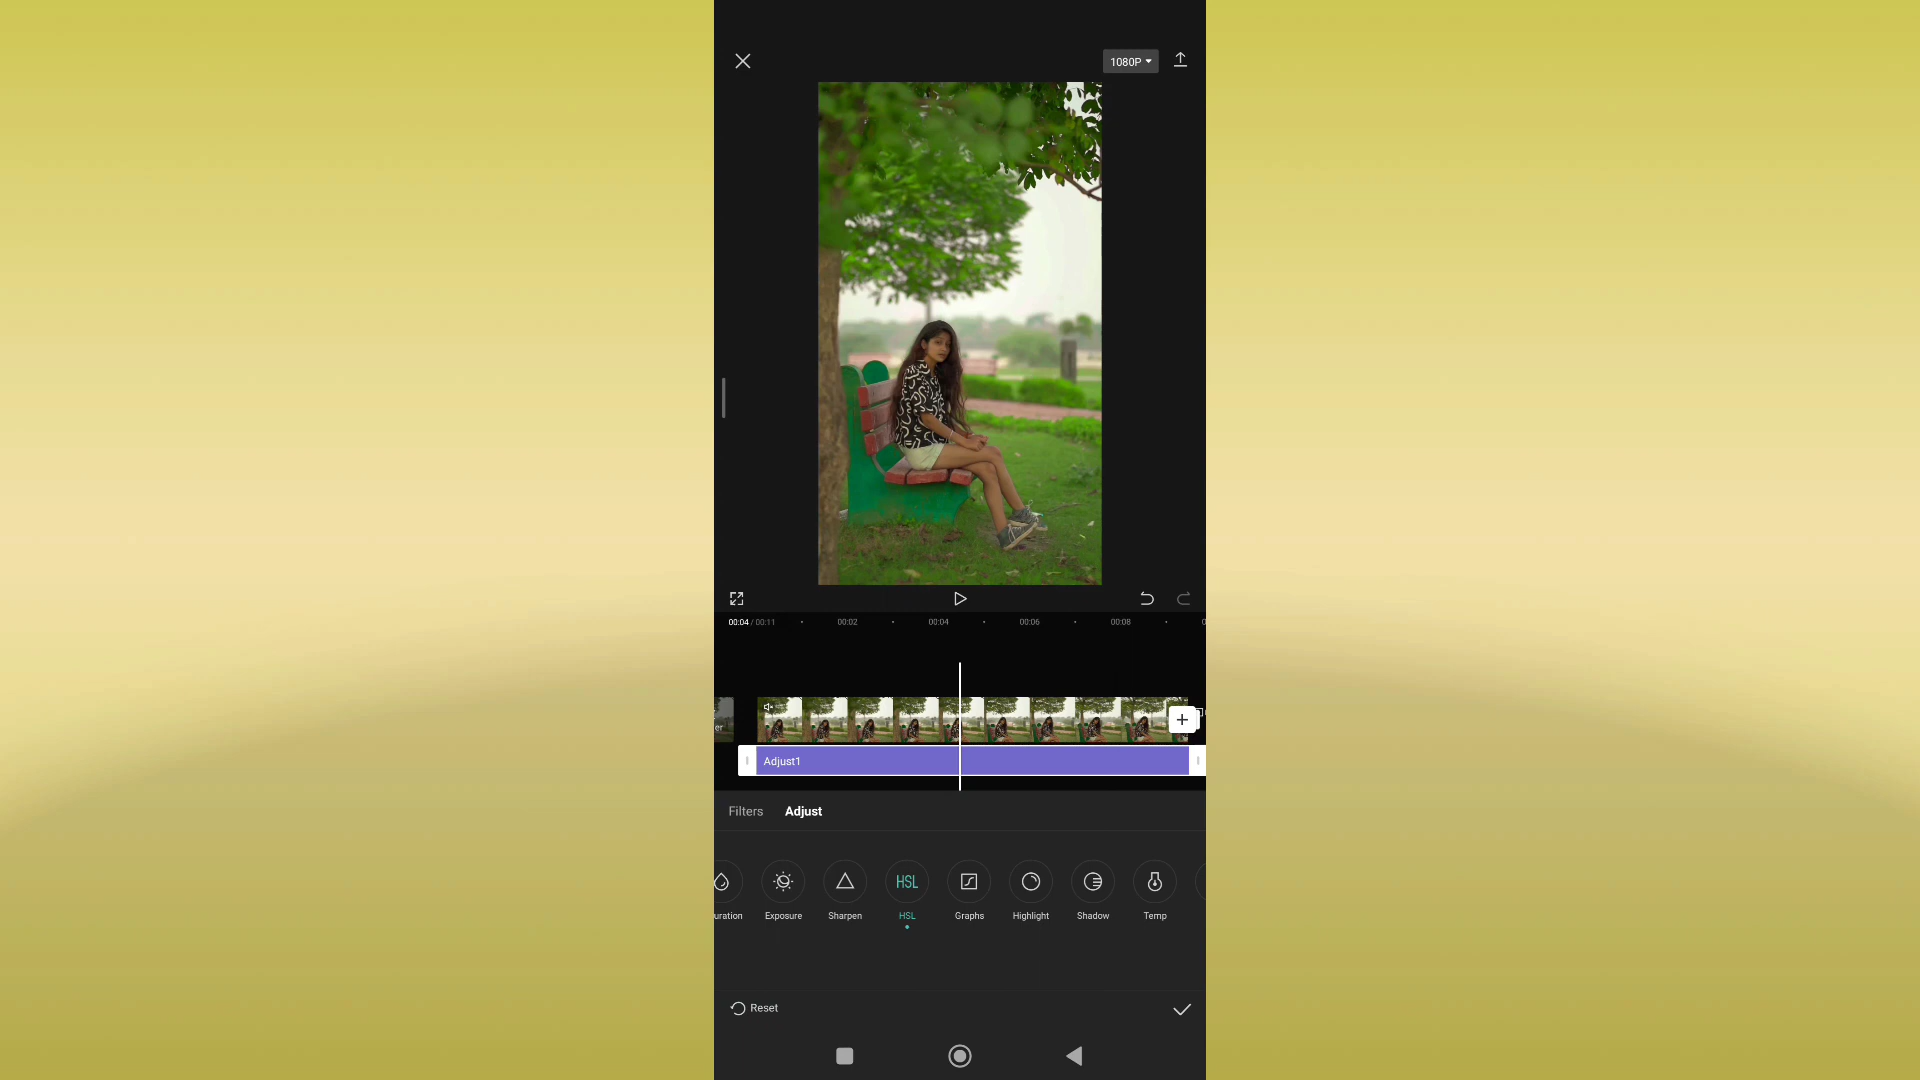 1080P
00:04 / 00:11 00:02 00:04 00:06 00:08
er
Adjust1
Filters Adjust
HSL
uration Exposure Sharpen HSL Graphs Highlight Shadow Temp
Reset